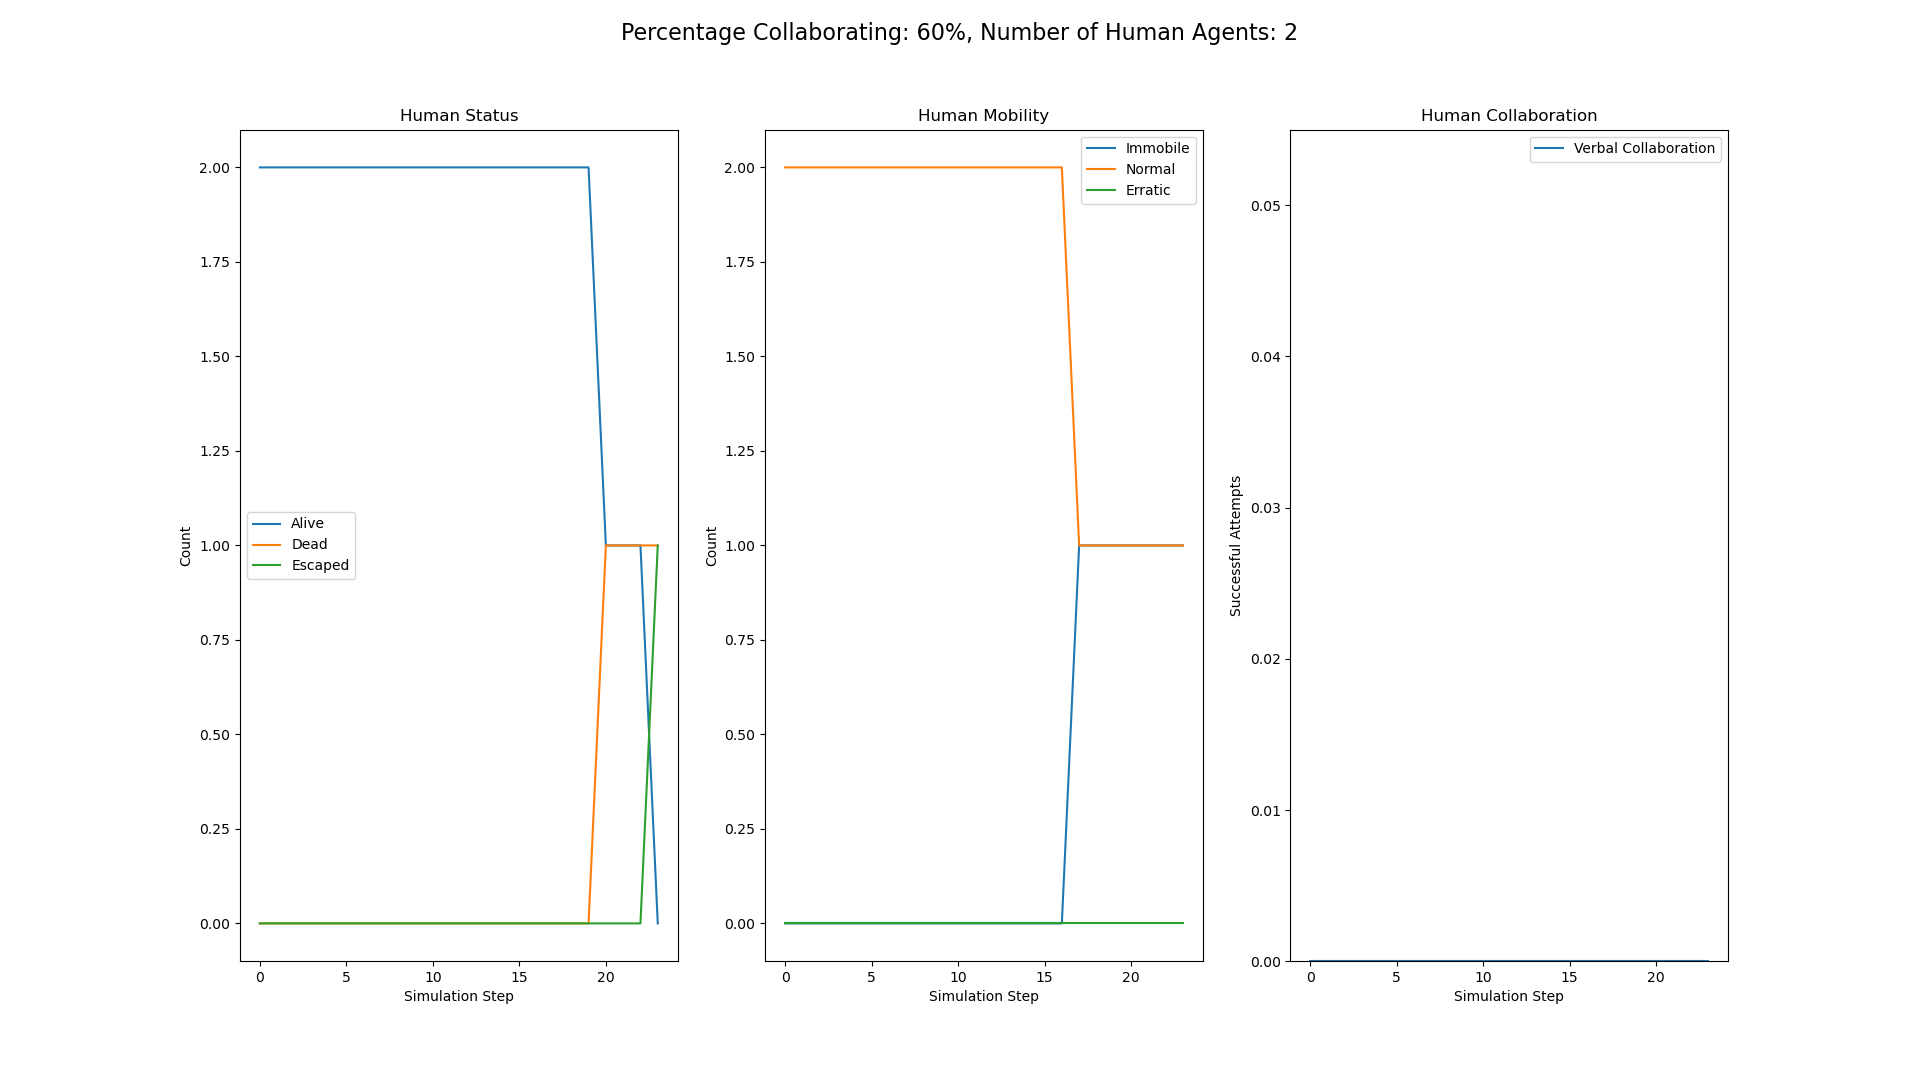 Percentage Collaborating: 60%, Number of Human Agents: 2
Human Status
2.00
1.75
1.50
1.25
1.00
0.75
0.50
0.25
0.00
Count
Alive
Dead
Escaped
0 5 10 15 20
Simulation Step
Human Mobility
Immobile
Normal
Erratic
2.00
1.75
1.50
1.25
1.00
0.75
0.50
0.25
0.00
Count
0 5 10 15 20
Simulation Step
Human Collaboration
Verbal Collaboration
0.05
0.04
0.03
0.02
0.01
0.00
Successful Attempts
0 5 10 15 20
Simulation Step